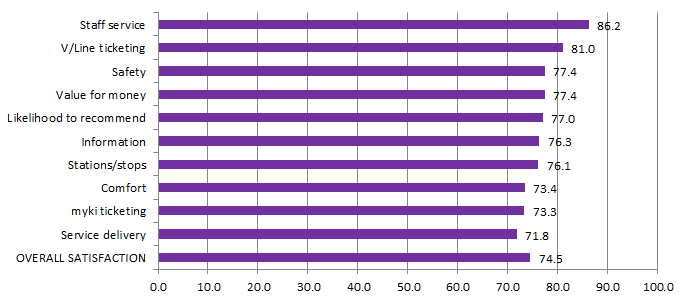 Staff service 86.2
V/Line ticketing 81.0
Safety 77.4
Value for money 77.4
Likelihood to recommend 77.0
Information 76.3
Stations/stops 76.1
Comfort 73.4
myki ticketing 73.3
Service delivery 71.8
OVERALL SATISFACTION 74.5
0.0 10.0 20.0 30.0 40.0 50.0 60.0 70.0 80.0 90.0 100.0